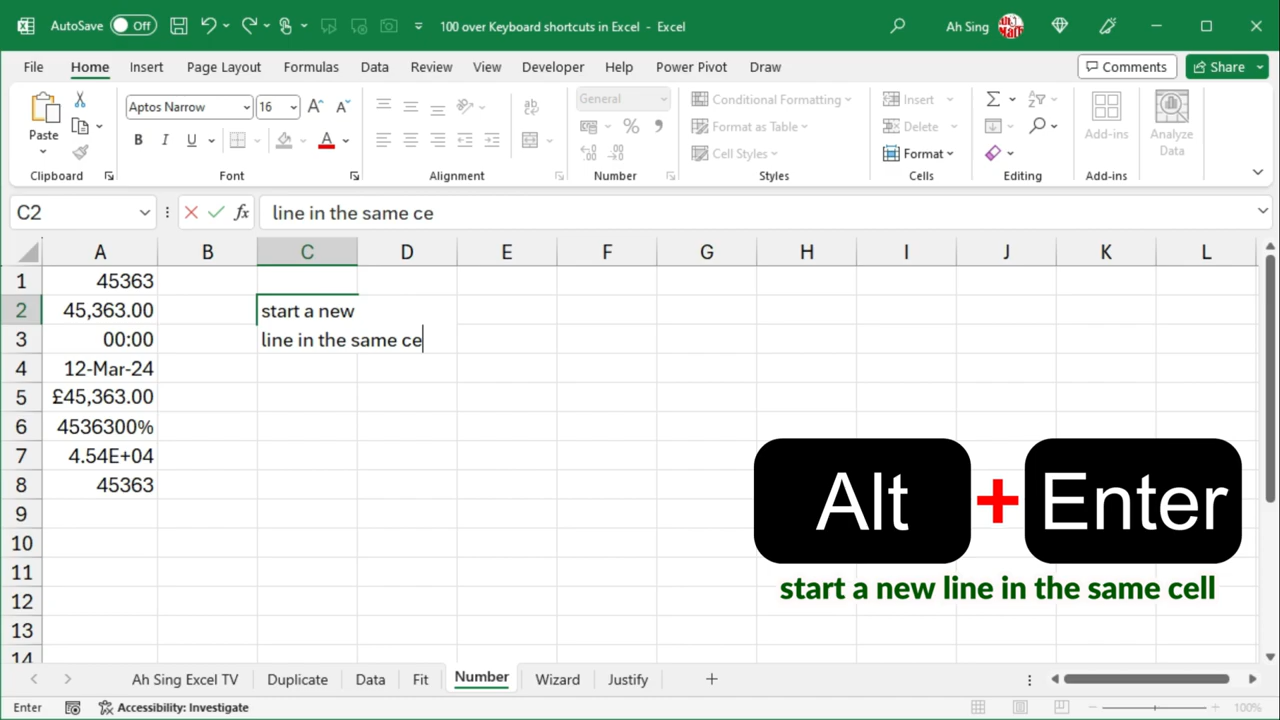 AutoSave Off 100 over Keyboard shortcuts in Excel - Excel Ah Sing
File Home Insert Page Layout Formulas Data Review View Developer Help Power Pivot Draw Comments Share
Paste
Aptos Narrow 16
B I U A
ab
General
% 9
Conditional Formatting
Format as Table
Cell Styles
Insert
Delete
Format
Add-ins
Analyze
Data
Clipboard Font Alignment Number Styles Cells Editing Add-ins
C2 fx line in the same ce
A B C D E F G H I J K L
1 45363
2 45,363.00 start a new
3 00:00 line in the same ce
4 12-Mar-24
5 £45,363.00
6 4536300%
7 4.54E+04
8 45363
9
10
11
12
13
14
Alt + Enter
start a new line in the same cell
Ah Sing Excel TV Duplicate Data Fit Number Wizard Justify +
Enter Accessibility: Investigate 100%